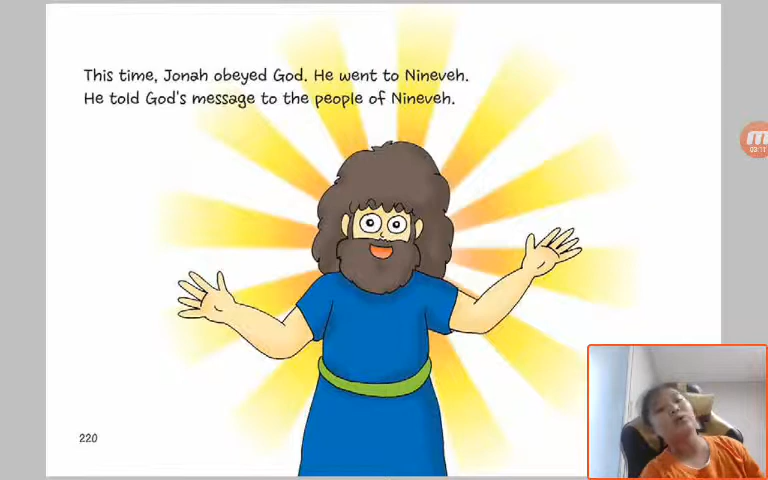 This time, Jonah obeyed God. He went to Nineveh.
He told God's message to the people of Nineveh.
220